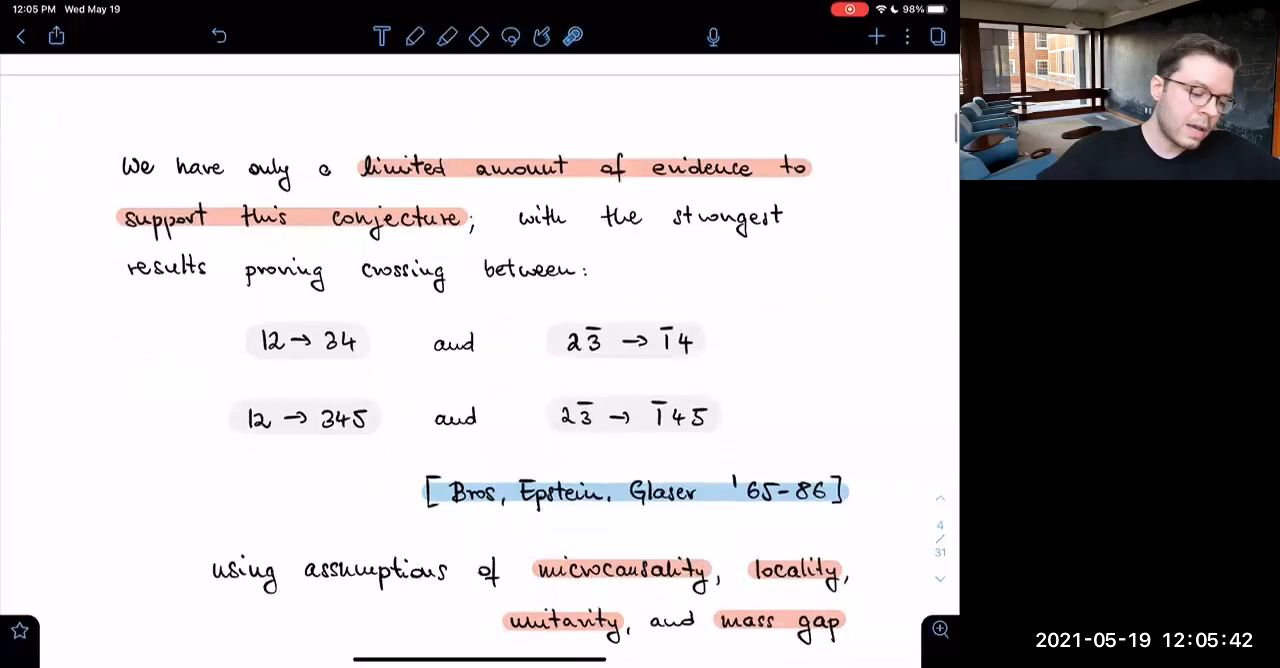 12:05 PM Wed May 19
98%
We have only a limited amount of evidence to
support this conjecture; with the strongest
results proving crossing between:
12 → 34 and 23̅ → 1̅4
12 → 345 and 23̅ → 1̅45
[Bros, Epstein, Glaser '65-86]
4
/
31
using assumptions of microcausality, locality,
unitarity, and mass gap
2021-05-19 12:05:42